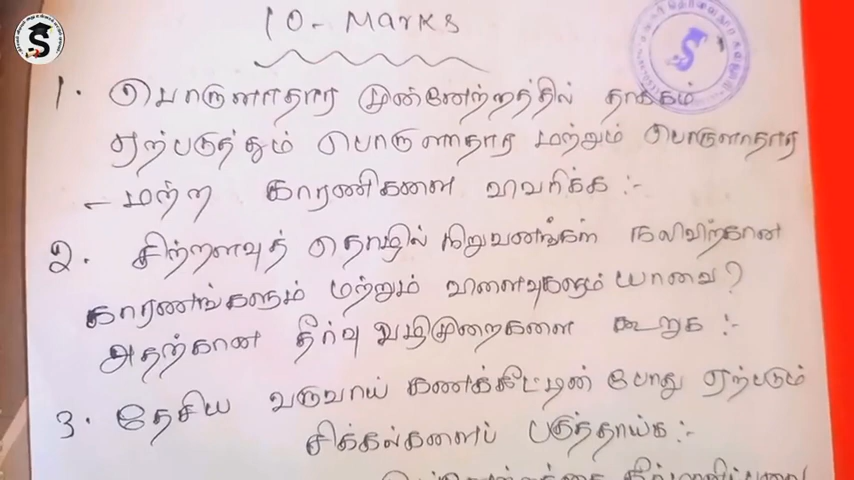 10 - Marks
1. பொருளாதார முன்னேற்றத்தில் தாக்கம்
ஏற்படுத்தும் பொருளாதார மற்றும் பொருளாதார
- மற்ற காரணிகளை விவரிக்க :-
2. சிற்றளவுத் தொழில் நிறுவனங்கள் நலிவிற்கான
காரணங்களும் மற்றும் விளைவுகளும் யாவை?
அதற்கான தீர்வு வழிமுறைகளை கூறுக :-
3. தேசிய வருவாய் கணக்கீட்டின் போது ஏற்படும்
சிக்கல்களைப் பகுத்தாய்க :-